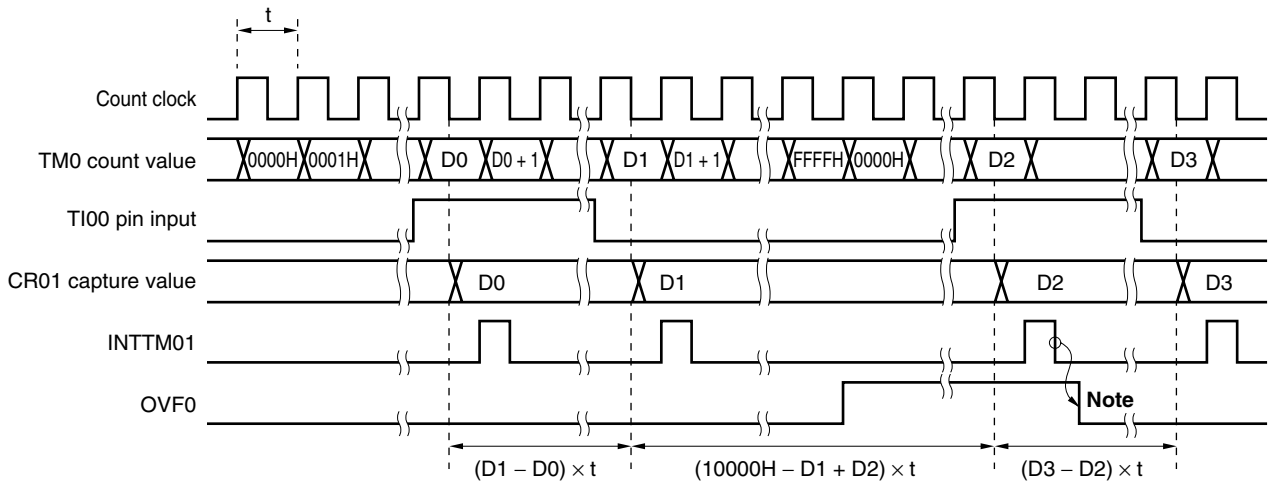 t
Count clock
TM0 count value 0000H 0001H D0 D0 + 1 D1 D1 + 1 FFFFH 0000H D2 D3
TI00 pin input
CR01 capture value D0 D1 D2 D3
INTTM01
OVF0 Note
(D1 – D0) × t (10000H – D1 + D2) × t (D3 – D2) × t